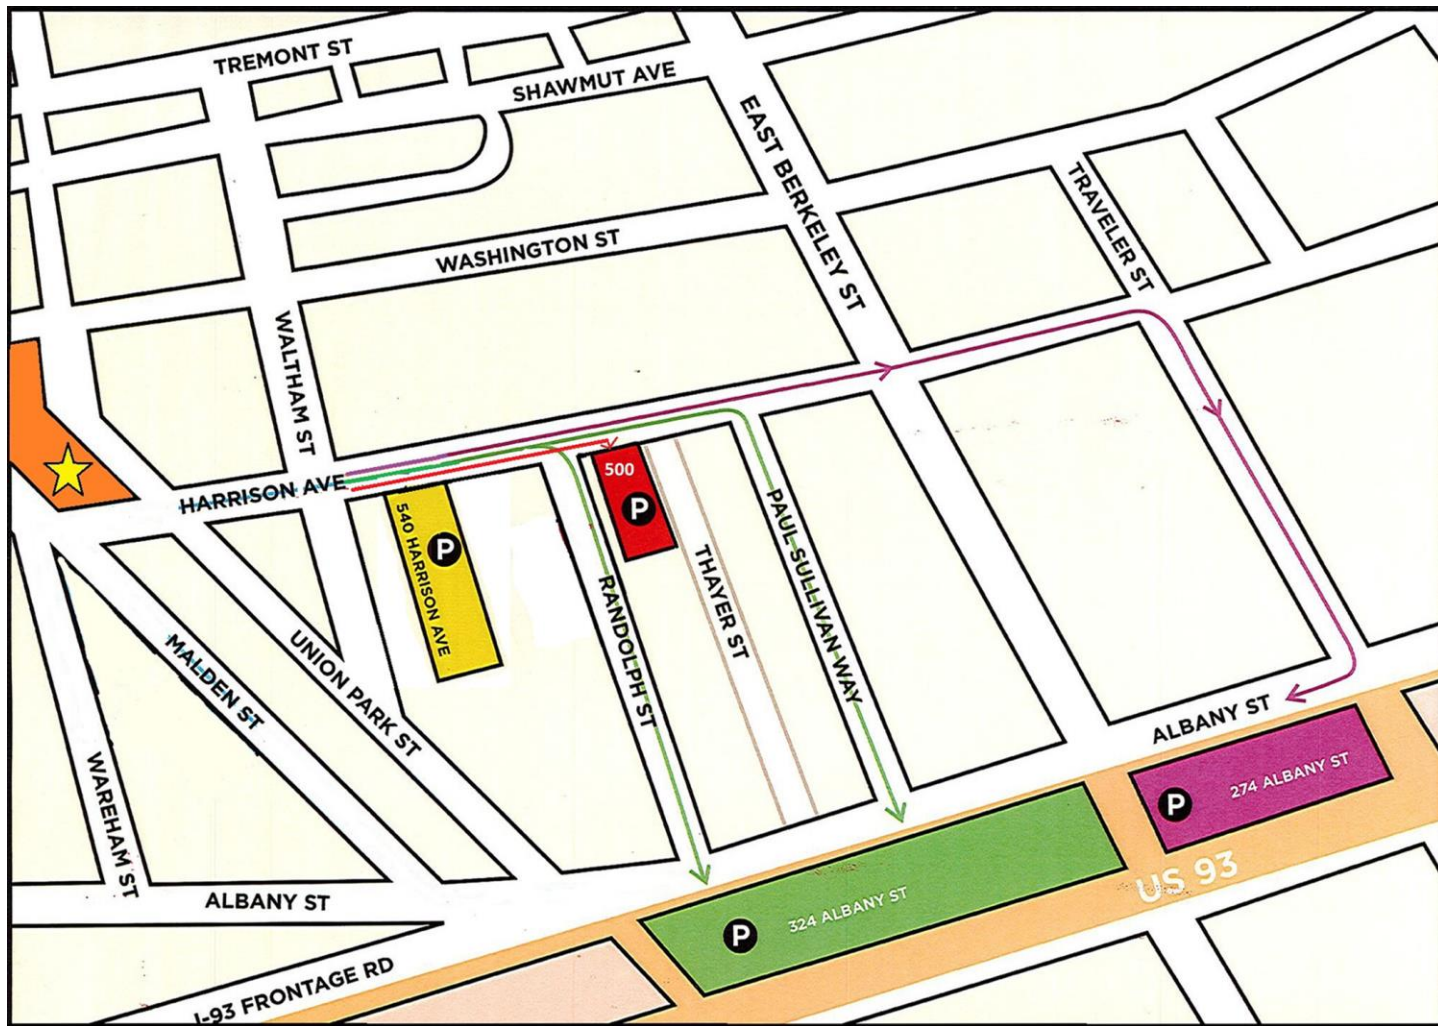 TREMONT ST
SHAWMUT AVE
EAST BERKELEY ST
TRAVELER ST
WASHINGTON ST
WALTHAM ST
HARRISON AVE
500
P
540 HARRISON AVE
P
PAUL SULLIVAN WAY
THAYER ST
RANDOLPH ST
UNION PARK ST
MALDEN ST
WAREHAM ST
ALBANY ST
274 ALBANY ST
P
US 93
324 ALBANY ST
P
ALBANY ST
I-93 FRONTAGE RD